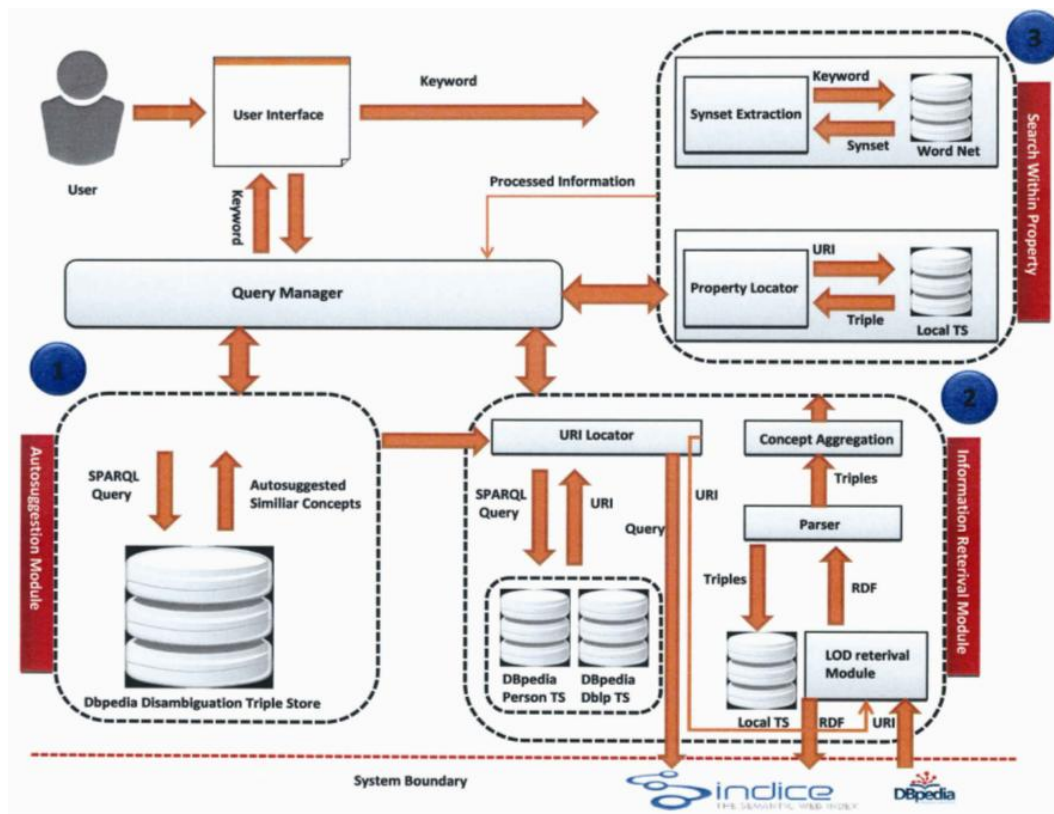 3
Keyword
Keyword
Synset Extraction
User Interface
Synset
Word Net
Search Within Property
User
Processed Information
Keyword
URI
Query Manager
Property Locator
Triple
Local TS
1
2
URI Locator
Concept Aggregation
Autosuggestion Module
SPARQL
Query
Autosuggested
Similiar Concepts
SPARQL
Query
URI
Query
URI
Triples
Parser
Information Reterival Module
Triples
RDF
LOD reterival
Module
DBpedia
Person TS
DBpedia
Dblp TS
Dbpedia Disambiguation Triple Store
Local TS
RDF
URI
System Boundary
indice
THE SEMANTIC WEB INDEX
DBpedia